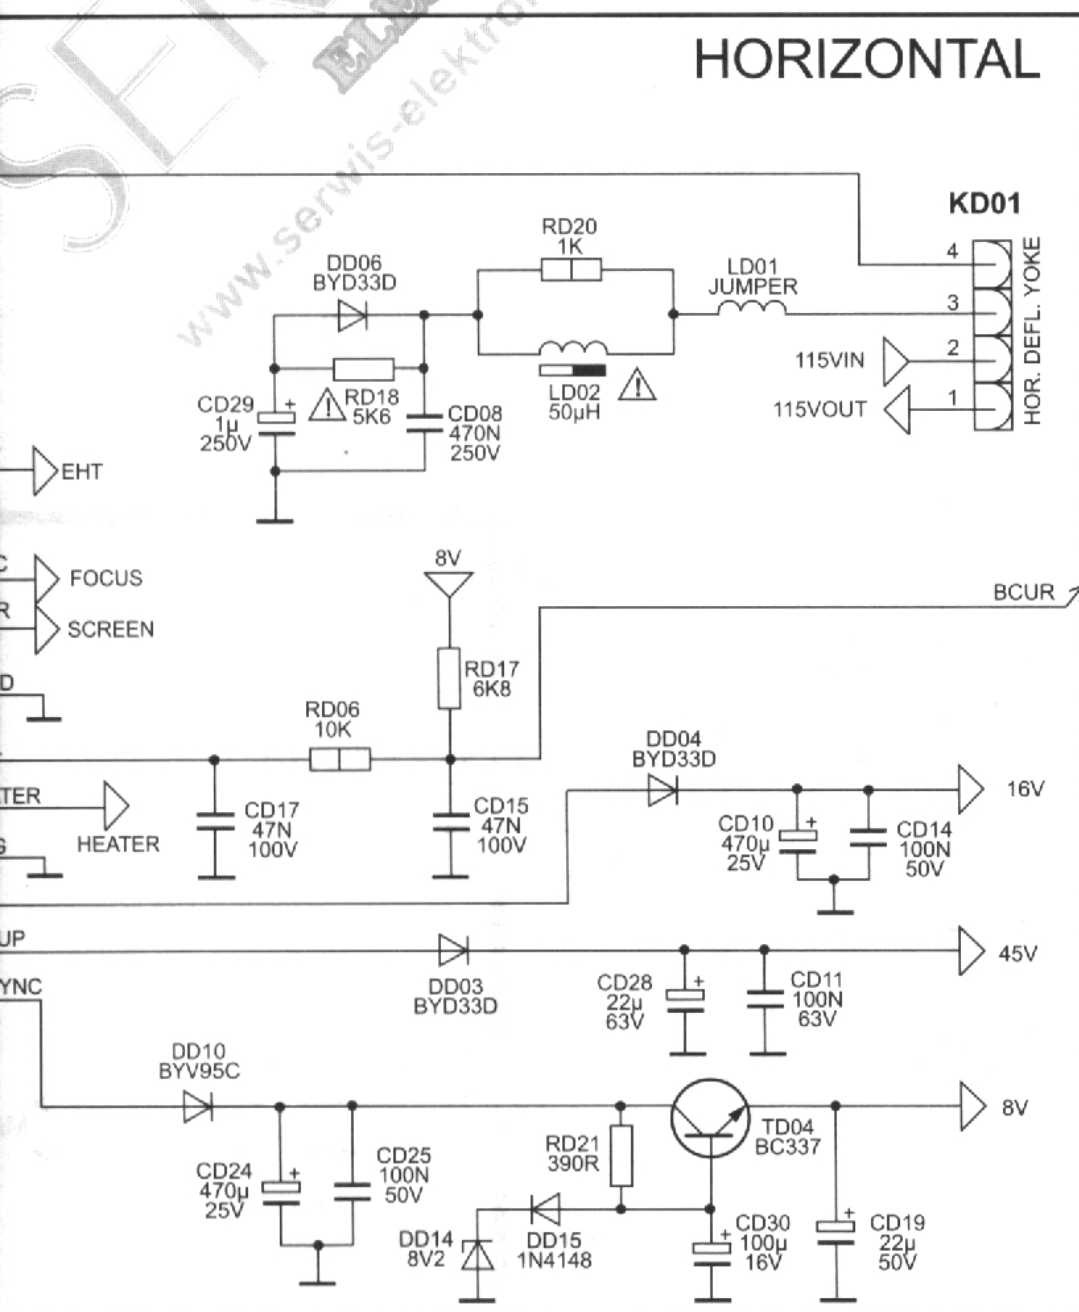 HORIZONTAL
www.serwis-elektro
KD01
RD20
1K
DD06
BYD33D
LD01
JUMPER
4
3
2
1
HOR. DEFL. YOKE
115VIN
115VOUT
RD18
5K6
LD02
50µH
CD29
1µ
250V
+
CD08
470N
250V
EHT
FOCUS
SCREEN
8V
BCUR
RD17
6K8
RD06
10K
D
DD04
BYD33D
16V
TER
HEATER
CD17
47N
100V
CD15
47N
100V
CD10
470µ
25V
+
CD14
100N
50V
UP
45V
DD03
BYD33D
CD28
22µ
63V
+
CD11
100N
63V
YNC
DD10
BYV95C
8V
TD04
BC337
RD21
390R
CD24
470µ
25V
+
CD25
100N
50V
DD14
8V2
DD15
1N4148
CD30
100µ
16V
+
CD19
22µ
50V
+